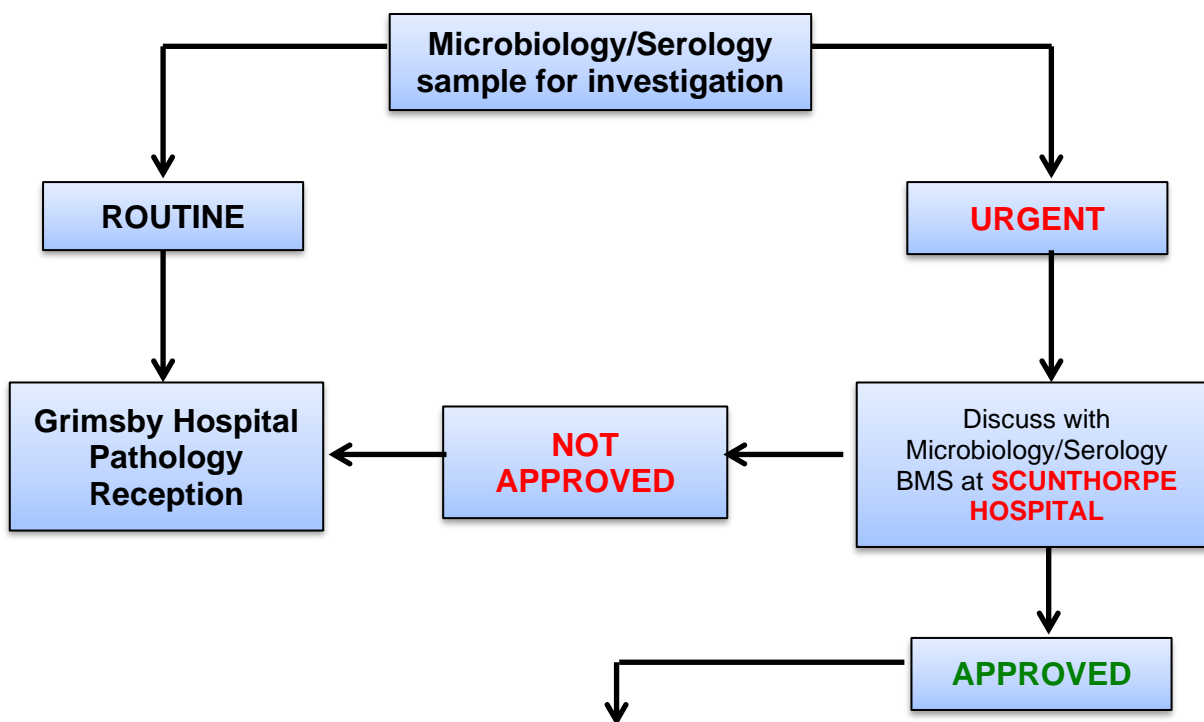 Microbiology/Serology
sample for investigation
ROUTINE
URGENT
Grimsby Hospital
Pathology
Reception
NOT
APPROVED
Discuss with
Microbiology/Serology
BMS at SCUNTHORPE
HOSPITAL
APPROVED